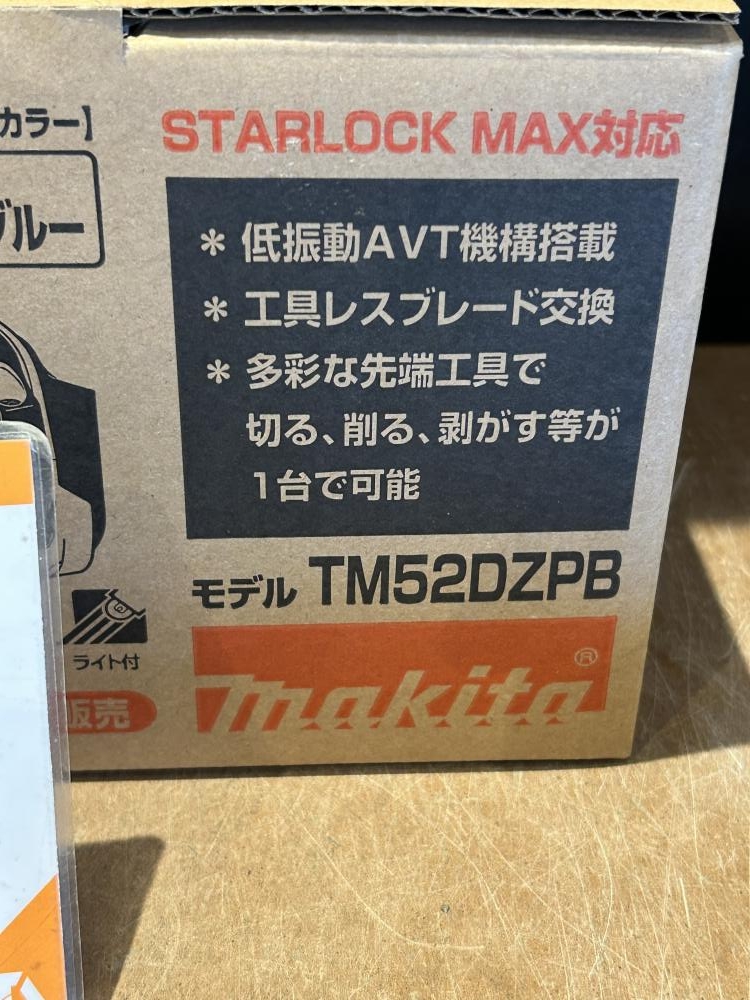 カラー】
ブルー
STARLOCK MAX対応
* 低振動AVT機構搭載
* 工具レスブレード交換
* 多彩な先端工具で
切る、削る、剥がす等が
1台で可能
モデル TM52DZPB
ライト付
販売
makita®